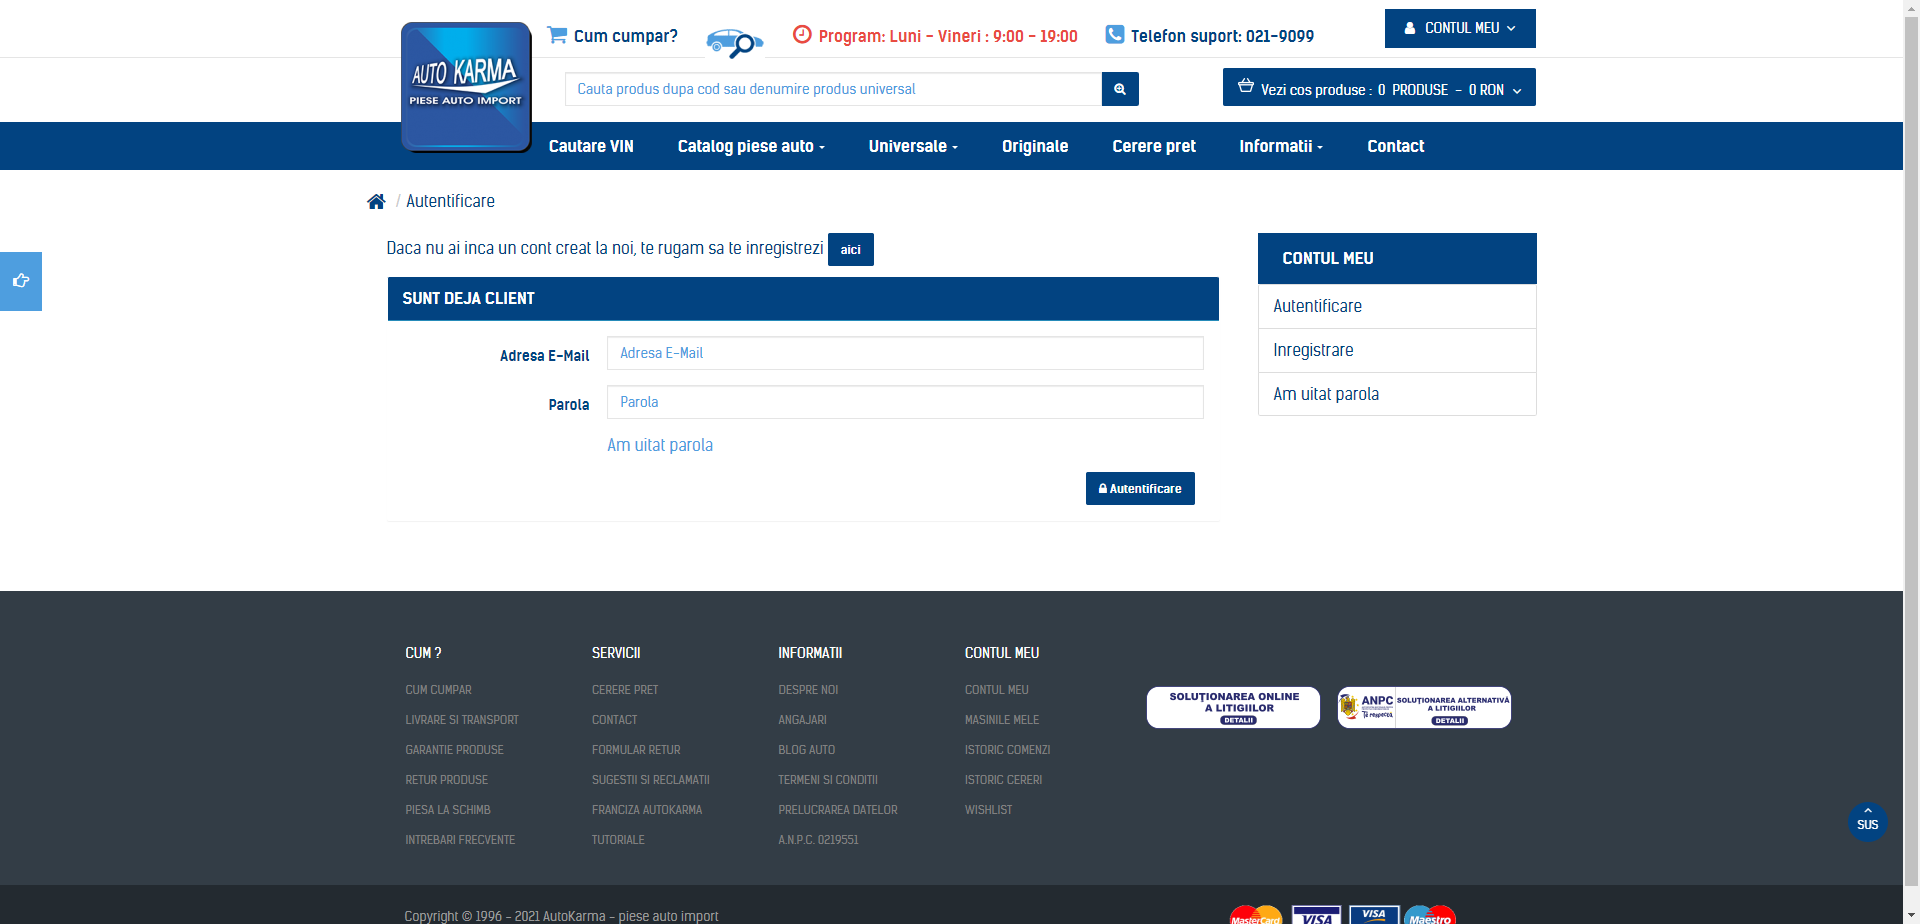 Cum cumpar?
Program: Luni - Vineri : 9:00 - 19:00
Telefon suport: 021-9099
CONTUL MEU
AUTO KARMA
PIESE AUTO IMPORT
Cauta produs dupa cod sau denumire produs universal
Vezi cos produse : 0 PRODUSE - 0 RON
Cautare VIN
Catalog piese auto
Universale
Originale
Cerere pret
Informatii
Contact
/ Autentificare
Daca nu ai inca un cont creat la noi, te rugam sa te inregistrezi aici
SUNT DEJA CLIENT
Adresa E-Mail
Adresa E-Mail
Parola
Parola
Am uitat parola
Autentificare
CONTUL MEU
Autentificare
Inregistrare
Am uitat parola
CUM ?
CUM CUMPAR
LIVRARE SI TRANSPORT
GARANTIE PRODUSE
RETUR PRODUSE
PIESA LA SCHIMB
INTREBARI FRECVENTE
SERVICII
CERERE PRET
CONTACT
FORMULAR RETUR
SUGESTII SI RECLAMATII
FRANCIZA AUTOKARMA
TUTORIALE
INFORMATII
DESPRE NOI
ANGAJARI
BLOG AUTO
TERMENI SI CONDITII
PRELUCRAREA DATELOR
A.N.P.C. 0219551
CONTUL MEU
CONTUL MEU
MASINILE MELE
ISTORIC COMENZI
ISTORIC CERERI
WISHLIST
SOLUȚIONAREA ONLINE
A LITIGIILOR
DETALII
ANPC
Te respecta
SOLUȚIONAREA ALTERNATIVĂ
A LITIGIILOR
DETALII
SUS
Copyright © 1996 - 2021 AutoKarma - piese auto import
MasterCard
VISA
VISA
Maestro